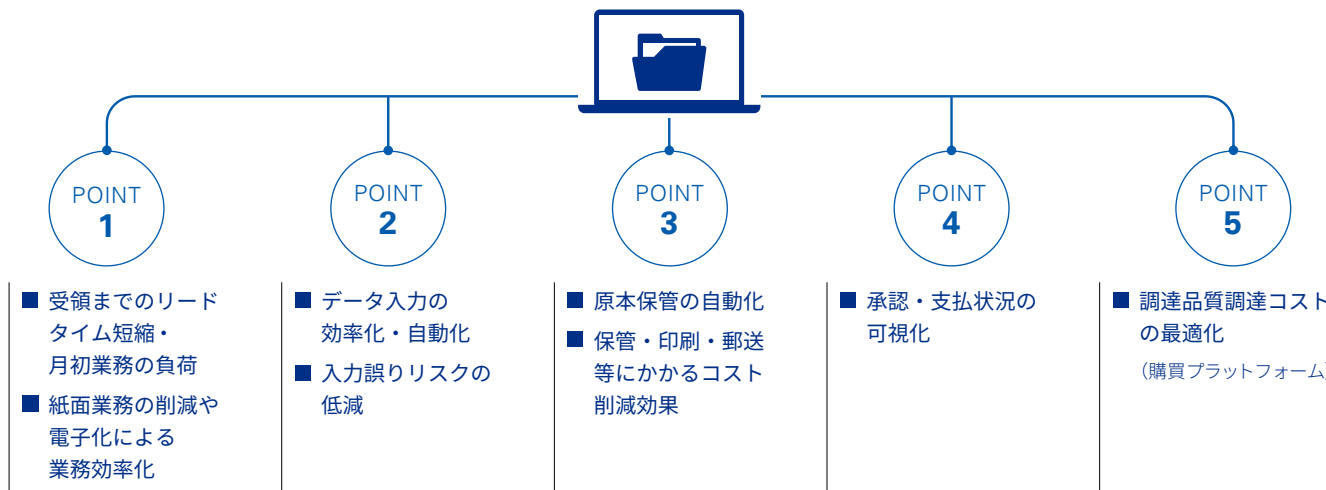 POINT
1
POINT
2
POINT
3
POINT
4
POINT
5
■ 受領までのリード
タイム短縮・
月初業務の負荷
■ 紙面業務の削減や
電子化による
業務効率化
■ データ入力の
効率化・自動化
■ 入力誤りリスクの
低減
■ 原本保管の自動化
■ 保管・印刷・郵送
等にかかるコスト
削減効果
■ 承認・支払状況の
可視化
■ 調達品質調達コスト
の最適化
（購買プラットフォーム）